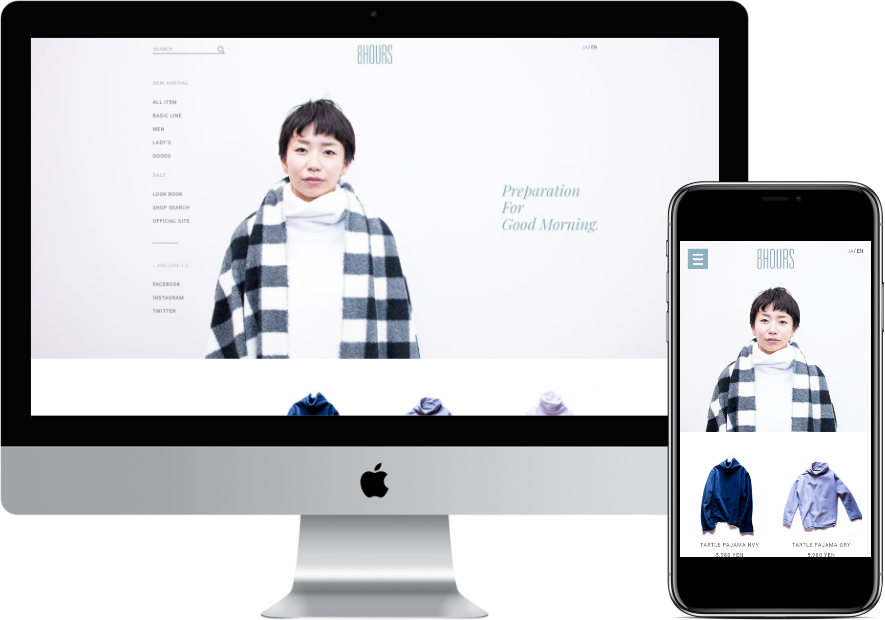 SEARCH
8HOURS
JA/EN
NEW ARRIVAL
ALL ITEM
BASIC LINE
MEN
LADY'S
GOODS
SALE
LOOK BOOK
SHOP SEARCH
OFFICIAL SITE
- FOLLOW US
FACEBOOK
INSTAGRAM
TWITTER
Preparation
For
Good Morning.
8HOURS
JA/EN
TARTLE PAJAMA NVY
5,980 YEN
TARTLE PAJAMA GRY
5,980 YEN